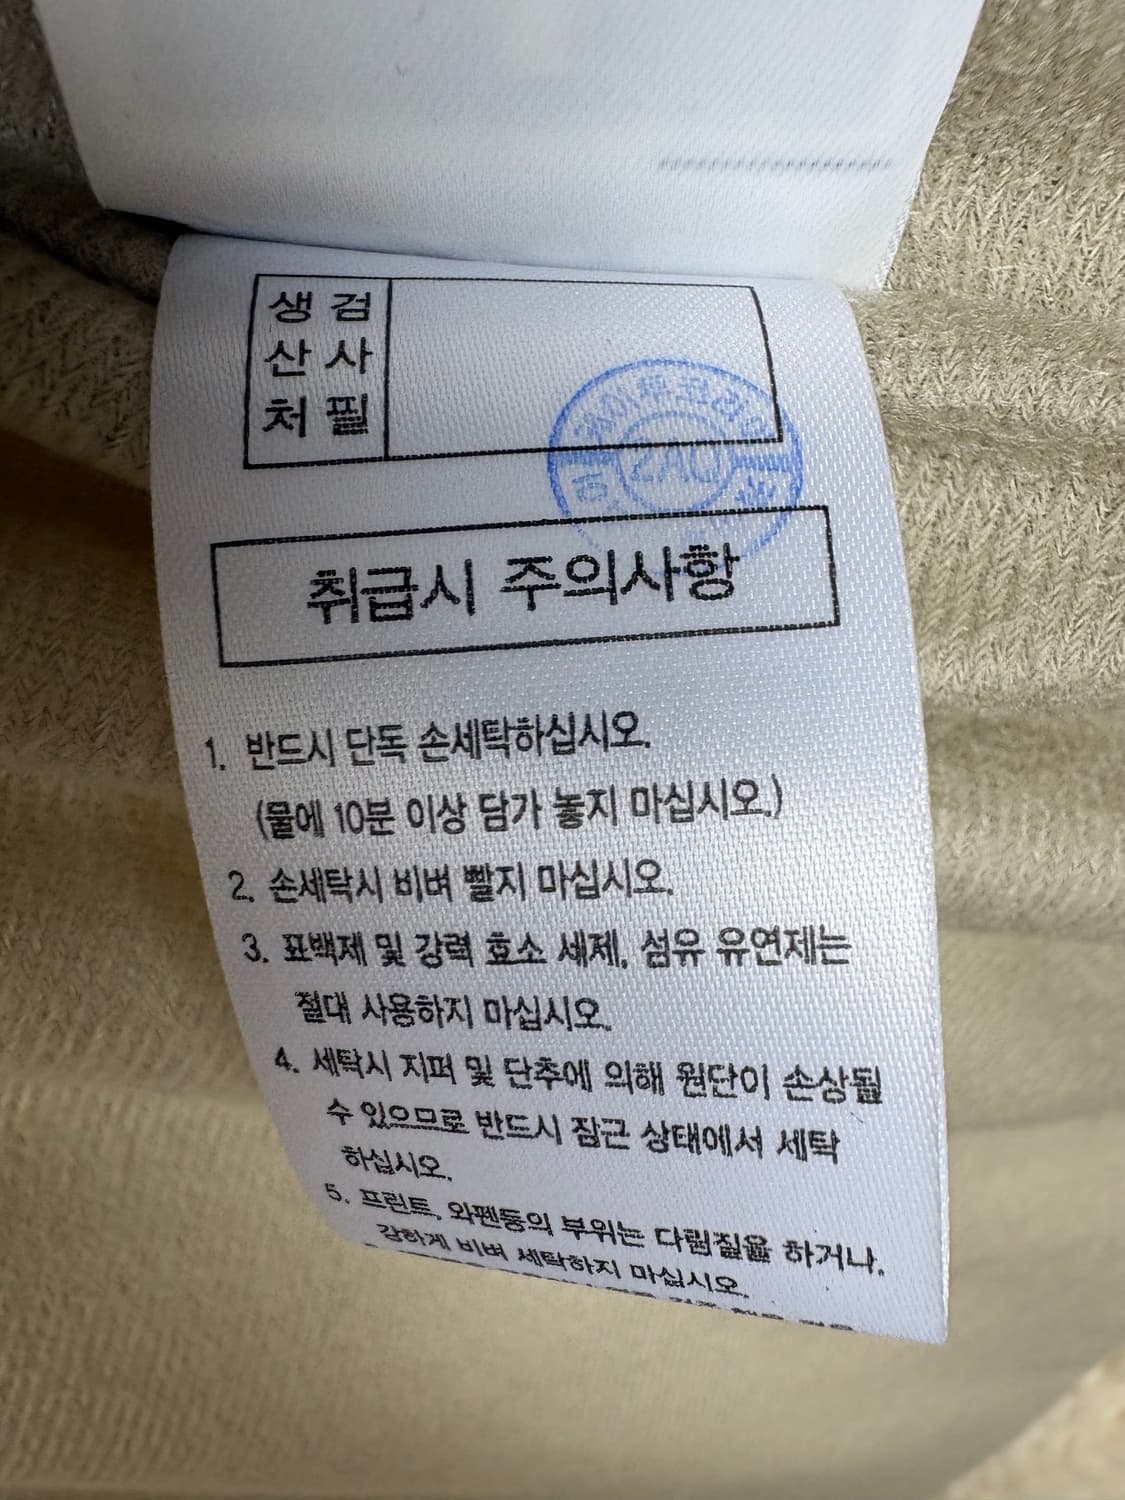 생 검
산 사
처 필
ZAO
취급시 주의사항
1. 반드시 단독 손세탁하십시오.
(물에 10분 이상 담가 놓지 마십시오.)
2. 손세탁시 비벼 빨지 마십시오.
3. 표백제 및 강력 효소 세제, 섬유 유연제는
절대 사용하지 마십시오.
4. 세탁시 지퍼 및 단추에 의해 원단이 손상될
수 있으므로 반드시 잠근 상태에서 세탁
하십시오.
5. 프린트, 와펜등의 부위는 다림질을 하거나,
강하게 비벼 세탁하지 마십시오.